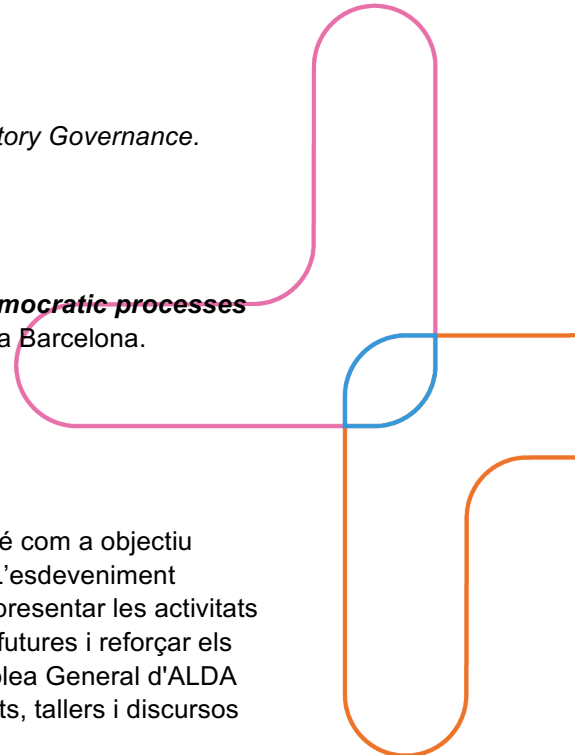 tory Governance.
mocratic processes
a Barcelona.
é com a objectiu
L'esdeveniment
presentar les activitats
futures i reforçar els
lea General d'ALDA
ts, tallers i discursos